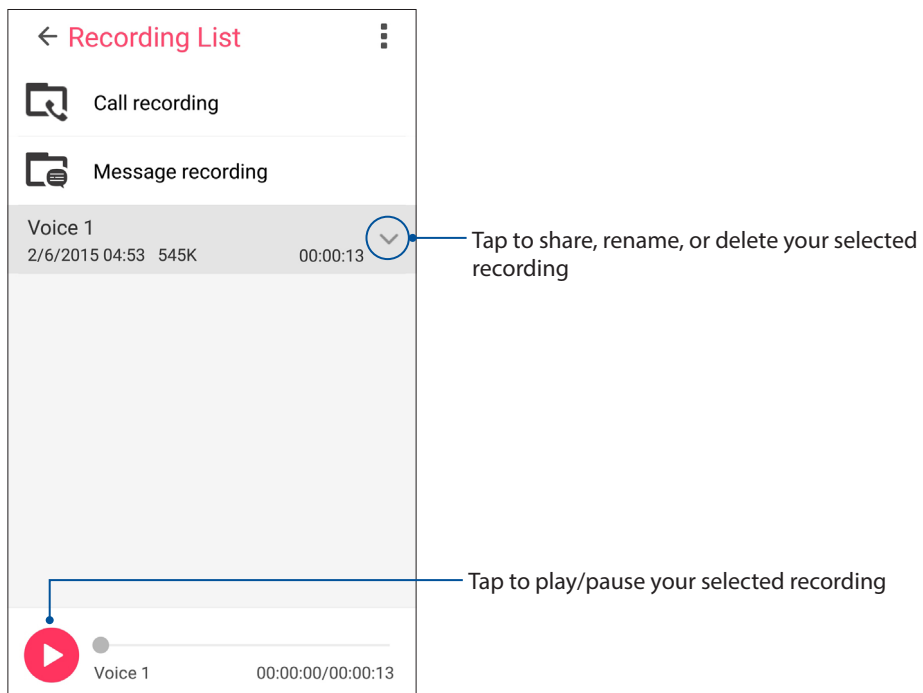 Recording List
Call recording
Message recording
Voice 1
2/6/2015 04:53 545K 00:00:13
Tap to share, rename, or delete your selected
recording
Tap to play/pause your selected recording
Voice 1 00:00:00/00:00:13